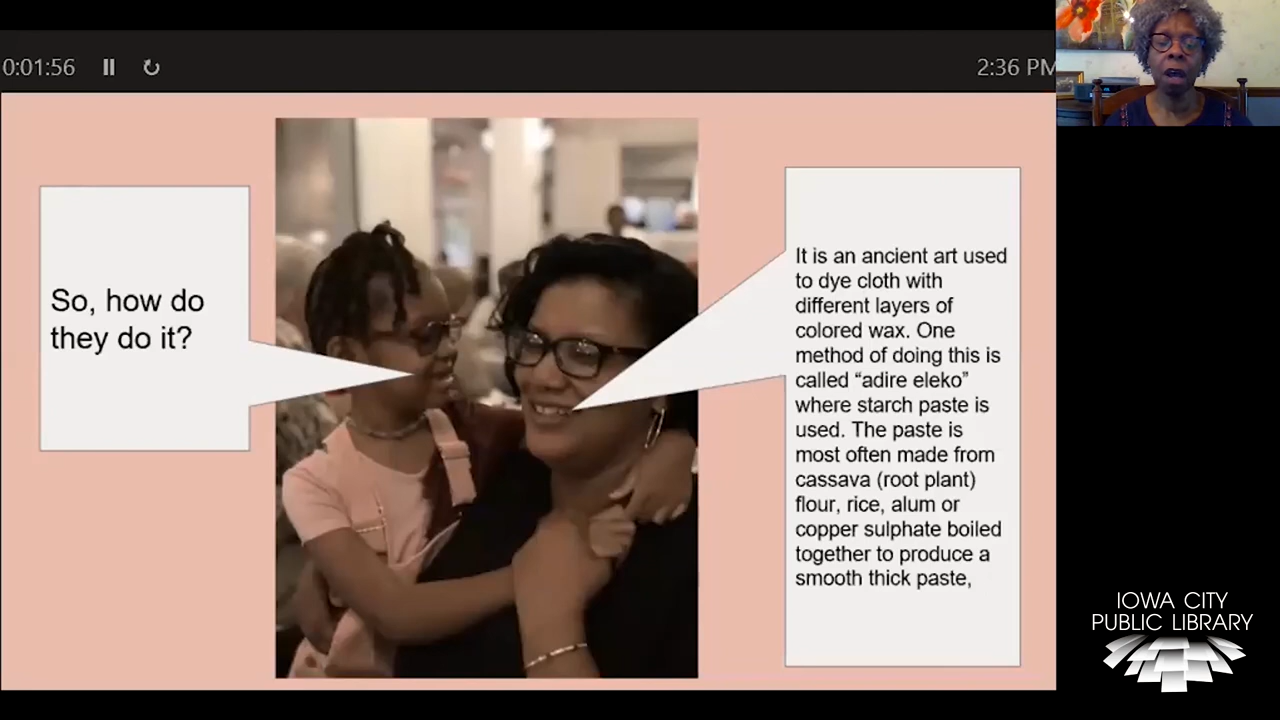 0:01:56
2:36 PM
So, how do
they do it?
It is an ancient art used
to dye cloth with
different layers of
colored wax. One
method of doing this is
called “adire eleko”
where starch paste is
used. The paste is
most often made from
cassava (root plant)
flour, rice, alum or
copper sulphate boiled
together to produce a
smooth thick paste,
IOWA CITY
PUBLIC LIBRARY